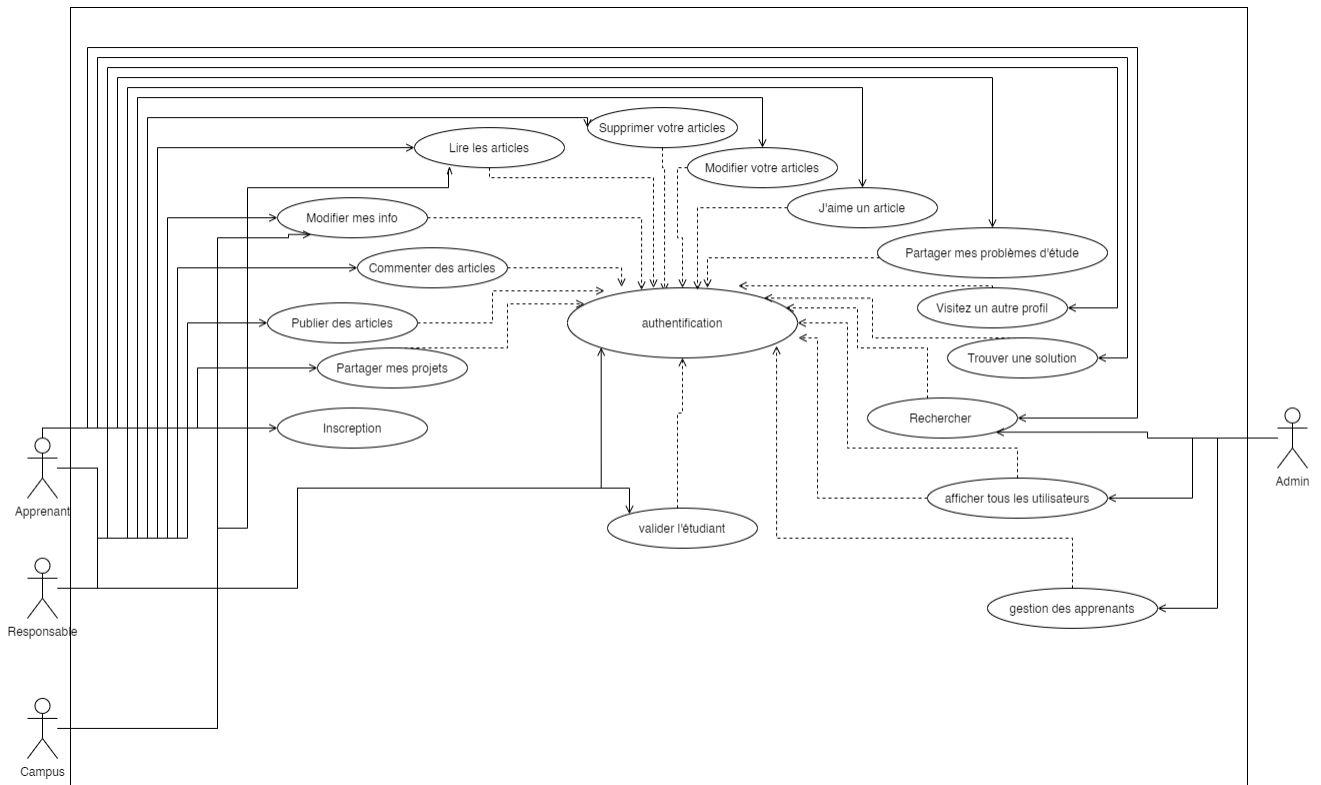 Supprimer votre articles
Lire les articles
Modifier votre articles
J'aime un article
Modifier mes info
Partager mes problèmes d'étude
Commenter des articles
Visitez un autre profil
Publier des articles
authentification
Trouver une solution
Partager mes projets
Rechercher
Inscreption
Admin
afficher tous les utilisateurs
Apprenant
valider l'étudiant
gestion des apprenants
Responsable
Campus